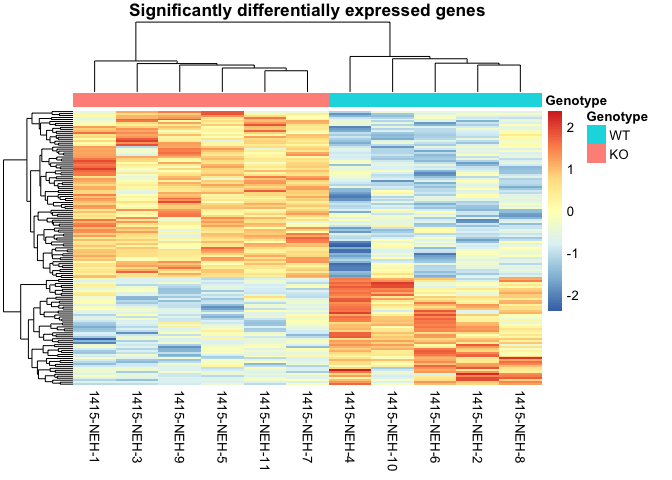 Significantly differentially expressed genes
Genotype
Genotype
WT
KO
2
1
0
-1
-2
1415-NEH-1
1415-NEH-3
1415-NEH-9
1415-NEH-5
1415-NEH-11
1415-NEH-7
1415-NEH-4
1415-NEH-10
1415-NEH-6
1415-NEH-2
1415-NEH-8